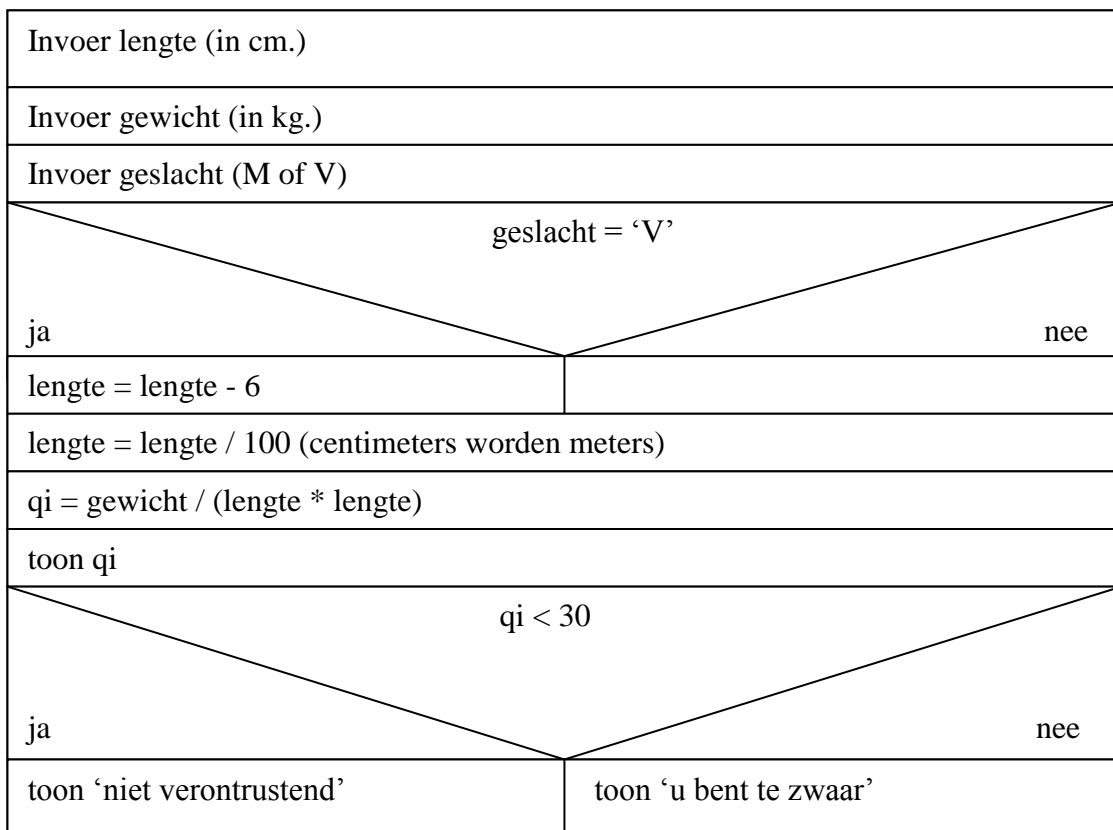 Invoer lengte (in cm.)
Invoer gewicht (in kg.)
Invoer geslacht (M of V)
geslacht = ‘V’
ja
nee
lengte = lengte - 6
lengte = lengte / 100 (centimeters worden meters)
qi = gewicht / (lengte * lengte)
toon qi
qi < 30
ja
nee
toon ‘niet verontrustend’
toon ‘u bent te zwaar’